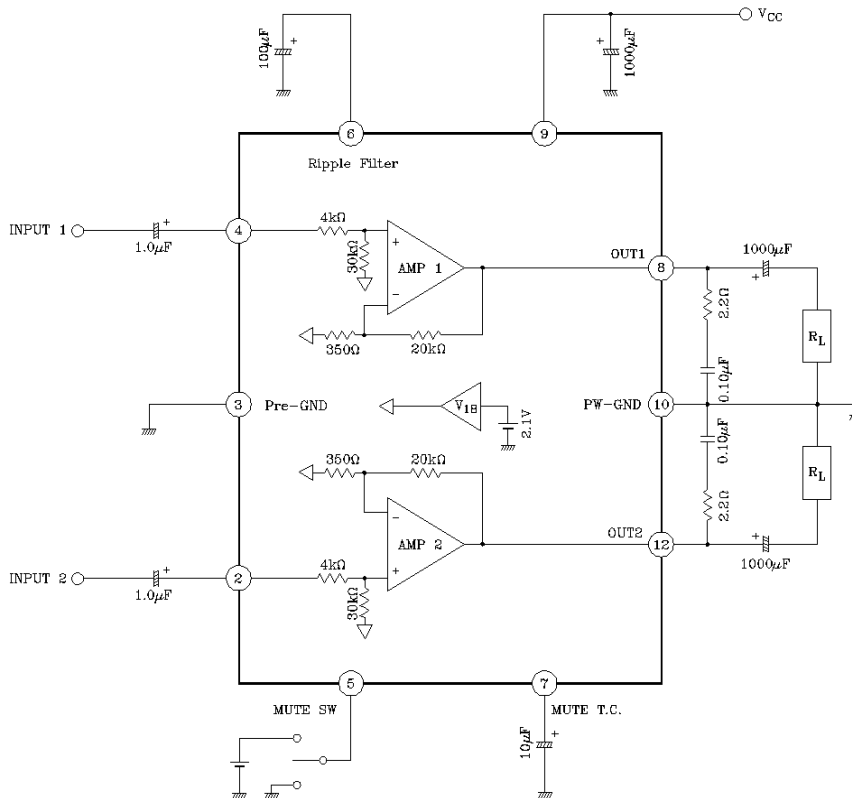 VCC
100µF
+
1000µF
+
6
9
Ripple Filter
INPUT 1
1.0µF
+
4
4kΩ
30kΩ
+
AMP 1
−
350Ω
20kΩ
OUT1
8
1000µF
+
2.2Ω
0.10µF
RL
3
Pre-GND
2.1V
PW-GND
10
350Ω
20kΩ
−
AMP 2
+
0.10µF
2.2Ω
RL
OUT2
12
+
1000µF
INPUT 2
1.0µF
+
2
4kΩ
30kΩ
5
7
MUTE SW
MUTE T.C.
10µF
+